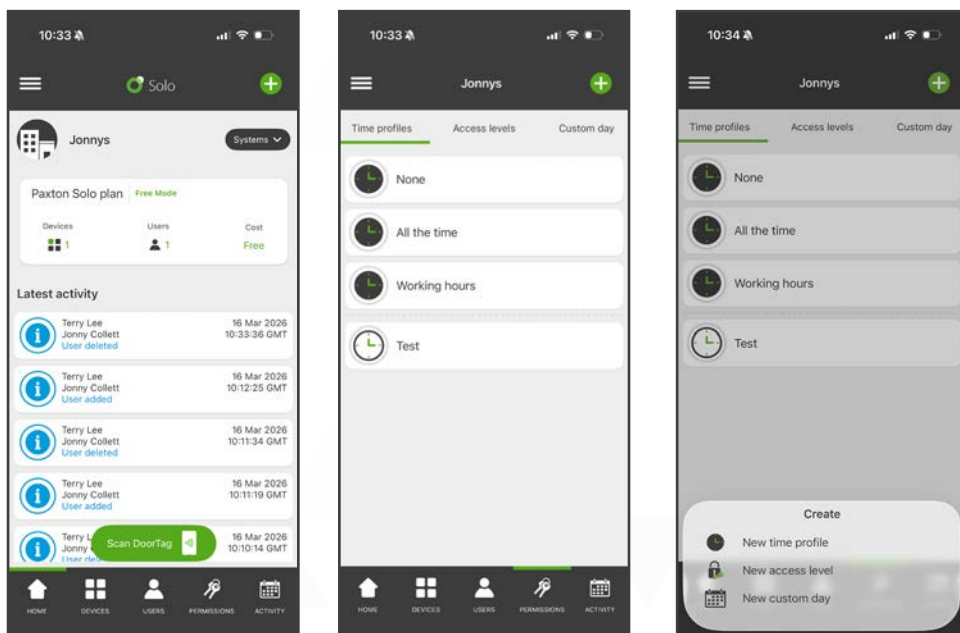 10:33
Solo
Jonnys
Systems
Paxton Solo plan Free Mode
Devices Users Cost
1 1 Free
Latest activity
Terry Lee 16 Mar 2026
Jonny Collett 10:33:36 GMT
User deleted
Terry Lee 16 Mar 2026
Jonny Collett 10:12:25 GMT
User added
Terry Lee 16 Mar 2026
Jonny Collett 10:11:34 GMT
User deleted
Terry Lee 16 Mar 2026
Jonny Collett 10:11:19 GMT
User added
Terry 16 Mar 2026
Jonny 10:10:14 GMT
User
Scan DoorTag
HOME DEVICES USERS PERMISSIONS ACTIVITY
10:33
Jonnys
Time profiles Access levels Custom day
None
All the time
Working hours
Test
HOME DEVICES USERS PERMISSIONS ACTIVITY
10:34
Jonnys
Time profiles Access levels Custom day
None
All the time
Working hours
Test
Create
New time profile
New access level
New custom day